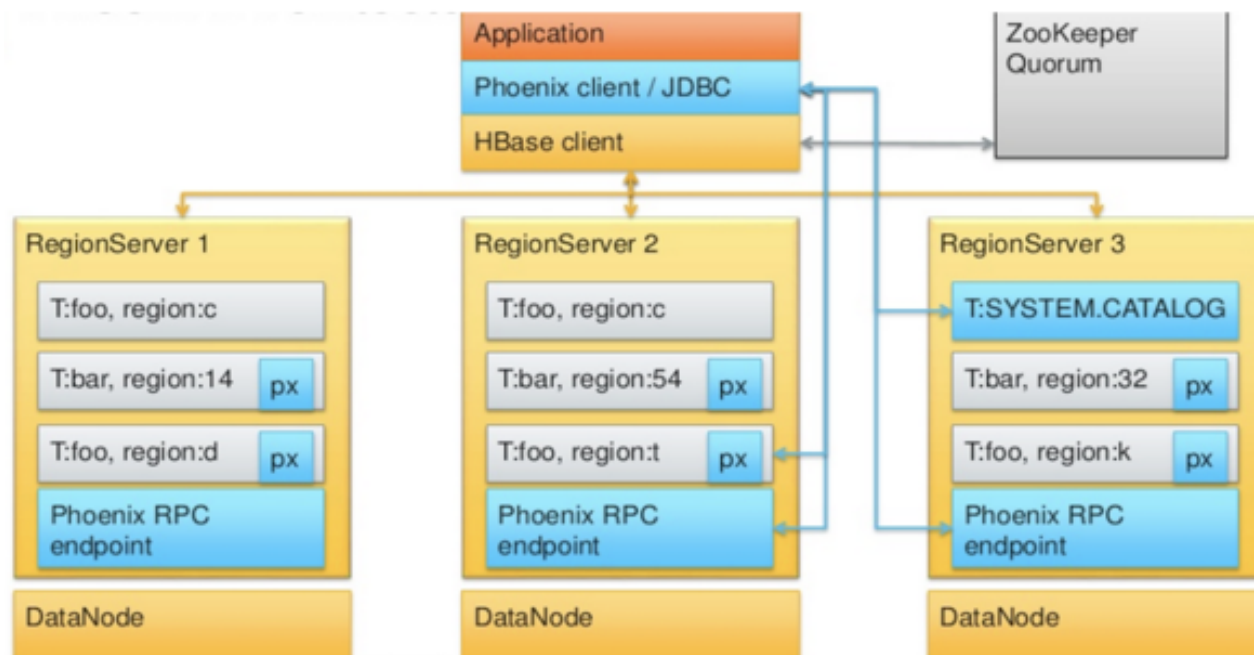 Application
Phoenix client / JDBC
HBase client
ZooKeeper
Quorum
RegionServer 1
T:foo, region:c
T:bar, region:14
px
T:foo, region:d
px
Phoenix RPC
endpoint
DataNode
RegionServer 2
T:foo, region:c
T:bar, region:54
px
T:foo, region:t
px
Phoenix RPC
endpoint
DataNode
RegionServer 3
T:SYSTEM.CATALOG
T:bar, region:32
px
T:foo, region:k
px
Phoenix RPC
endpoint
DataNode